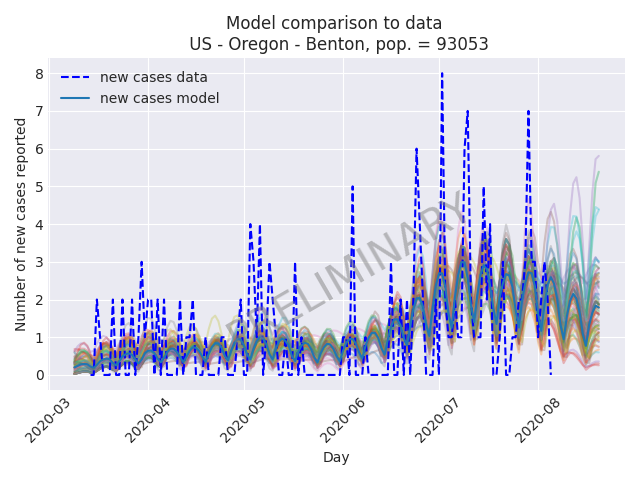 Model comparison to data
US - Oregon - Benton, pop. = 93053
new cases data
new cases model
PRELIMINARY
Number of new cases reported
8
7
6
5
4
3
2
1
0
2020-03
2020-04
2020-05
2020-06
2020-07
2020-08
Day